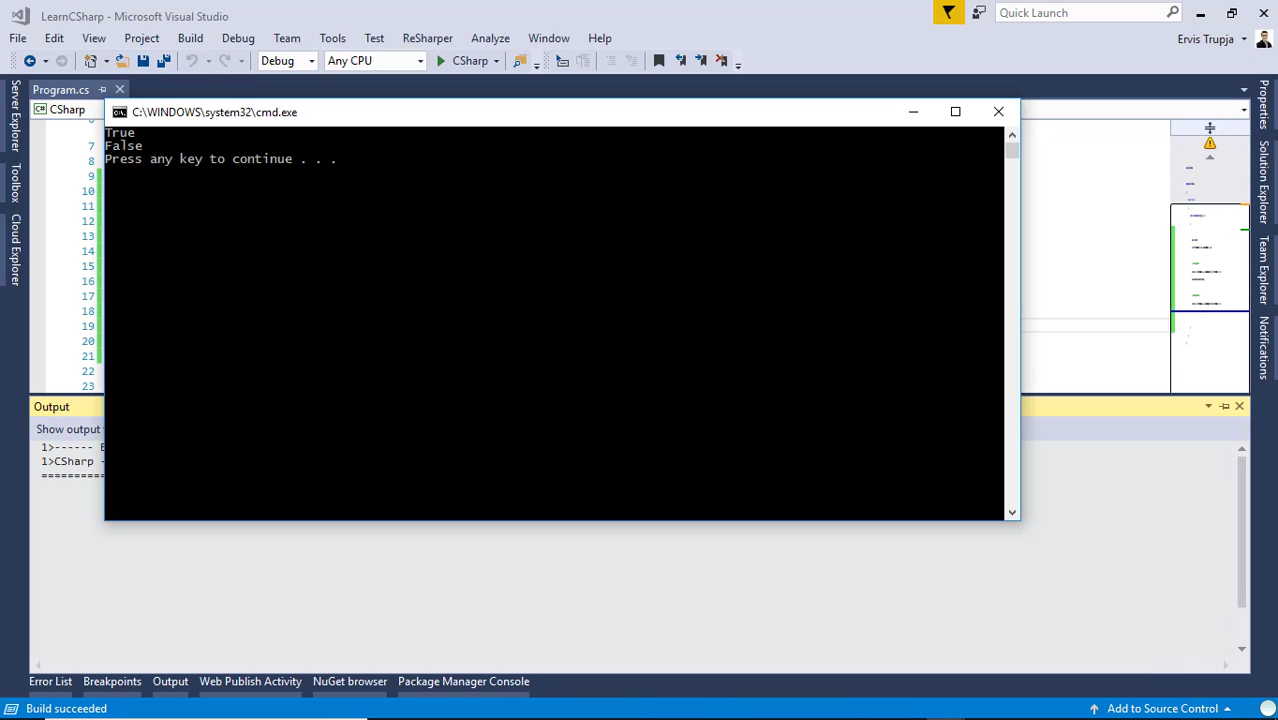 LearnCSharp - Microsoft Visual Studio
Quick Launch
File Edit View Project Build Debug Team Tools Test ReSharper Analyze Window Help
Ervis Trupja
Debug Any CPU CSharp
Program.cs
C# CSharp
C:\WINDOWS\system32\cmd.exe
True
False
Press any key to continue . . .
7
8
9
10
11
12
13
14
15
16
17
18
19
20
21
22
23
Server Explorer
Toolbox
Cloud Explorer
Properties
Solution Explorer
Team Explorer
Notifications
Output
Show output
1>------
1>CSharp
==========
Error List Breakpoints Output Web Publish Activity NuGet browser Package Manager Console
Build succeeded
Add to Source Control